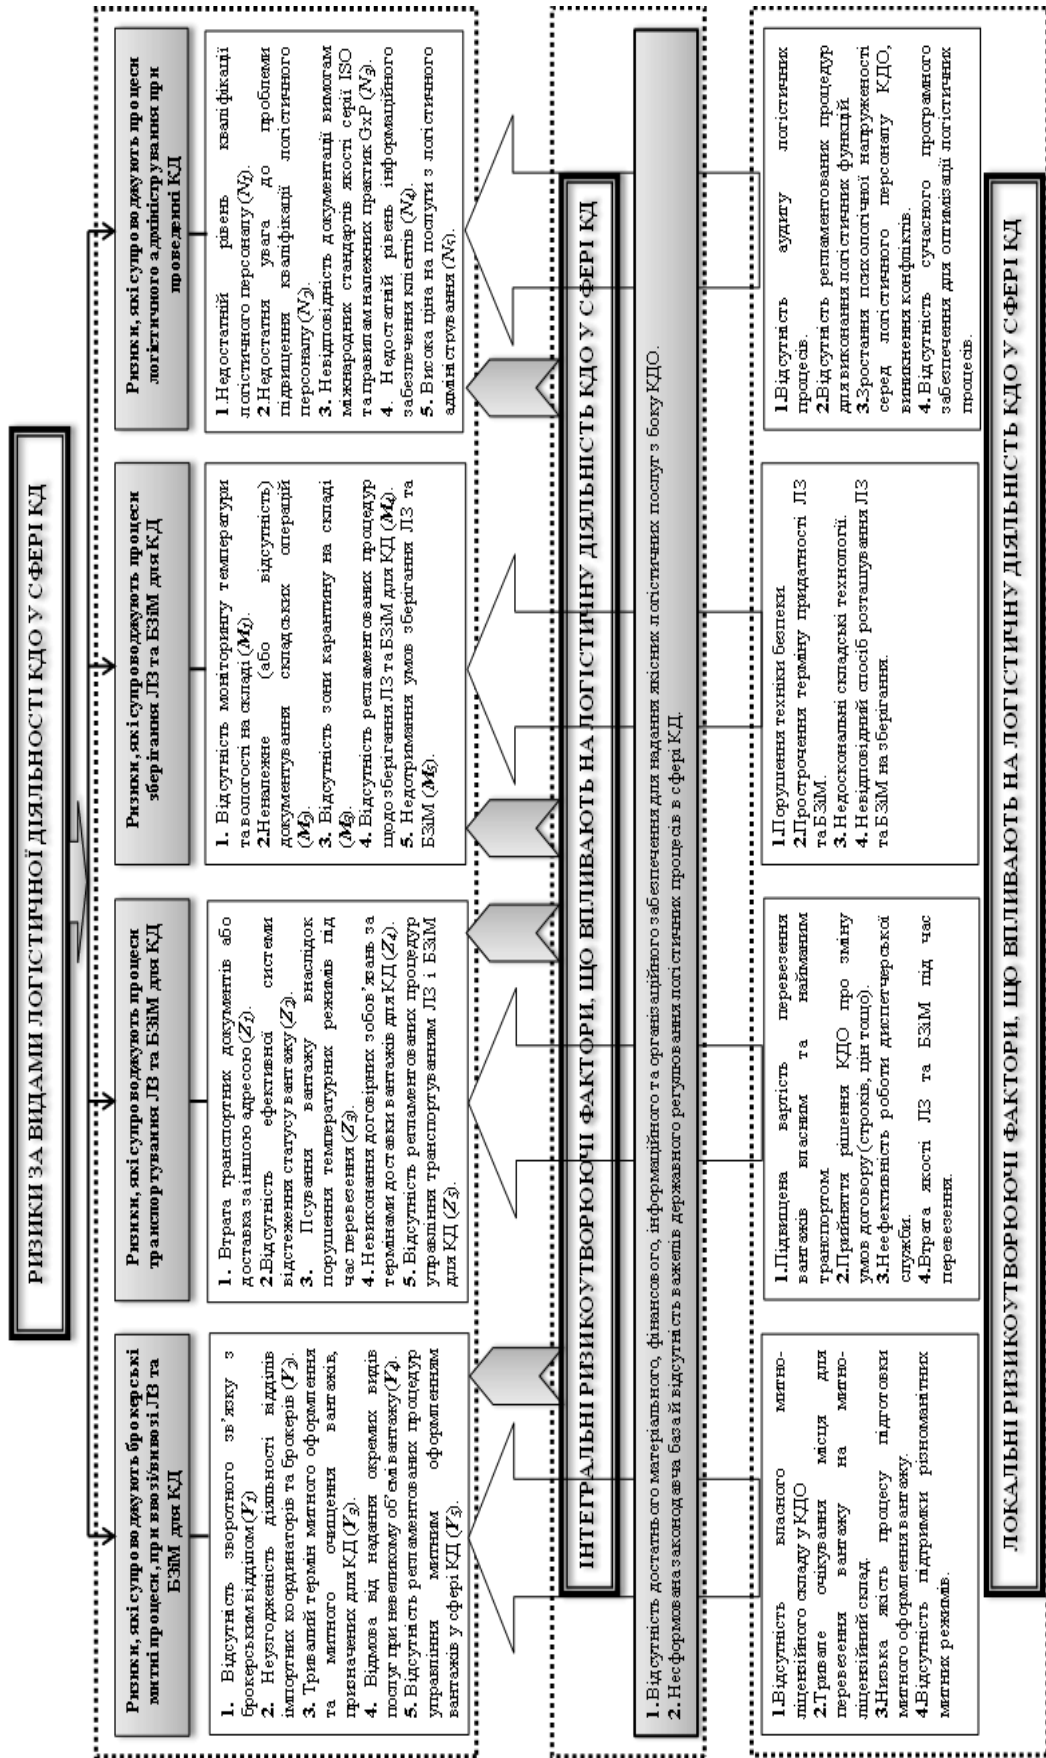 РИЗИКИ ЗА ВИДАМИ ЛОГІСТИЧНОЇ ДІЯЛЬНОСТІ КДО У СФЕРІ КД
Ризики, які супроводжують брокерські
митні процеси, при ввозі/вивозі ЛЗ та
БЗіМ для КД
1. Відсутність зворотного зв'язку з
брокерським відділом (Y1)
2. Неузгодженість діяльності відділів
імпортних координаторів та брокерів (Y2).
3. Тривалий термін митного оформлення
та митного очищення вантажів,
призначених для КД (Y3).
4. Відмова від надання окремих видів
послуг при невеликому об'ємі вантажу (Y4).
5. Відсутність регламентованих процедур
управління митним оформленням
вантажів у сфері КД (Y5).
Ризики, які супроводжують процеси
транспортування ЛЗ та БЗіМ для КД
1. Втрата транспортних документів або
доставка за іншою адресою (Z1).
2.Відсутність ефективної системи
відстеження статусу вантажу (Z2).
3. Псування вантажу внаслідок
порушення температурних режимів під
час перевезення (Z3).
4. Невиконання договірних зобов'язань за
термінами доставки вантажів для КД (Z4).
5. Відсутність регламентованих процедур
управління транспортуванням ЛЗ і БЗіМ
для КД (Z5).
Ризики, які супроводжують процеси
зберігання ЛЗ та БЗіМ для КД
1. Відсутність моніторингу температури
та вологості на складі (M1).
2.Неналежне (або відсутність)
документування складських операцій
(M2).
3. Відсутність зони карантину на складі
(M3).
4. Відсутність регламентованих процедур
щодо зберігання ЛЗ та БЗіМ для КД (M4).
5. Недотримання умов зберігання ЛЗ та
БЗіМ (M5).
Ризики, які супроводжують процеси
логістичного адміністрування при
проведенні КД
1.Недостатній рівень кваліфікації
логістичного персоналу (N1).
2.Недостатня увага до проблеми
підвищення кваліфікації логістичного
персоналу (N2).
3. Невідповідність документації вимогам
міжнародних стандартів якості серії ISO
та правилам належних практик GxP (N3).
4. Недостатній рівень інформаційного
забезпечення клієнтів (N4).
5. Висока ціна на послуги з логістичного
адміністрування (N5).
ІНТЕГРАЛЬНІ РИЗИКОУТВОРЮЮЧІ ФАКТОРИ, ЩО ВПЛИВАЮТЬ НА ЛОГІСТИЧНУ ДІЯЛЬНІСТЬ КДО У СФЕРІ КД
1. Відсутність достатнього матеріального, фінансового, інформаційного та організаційного забезпечення для надання якісних логістичних послуг з боку КДО.
2. Несформована законодавча база й відсутність важелів державного регулювання логістичних процесів в сфері КД.
1.Відсутність власного митно-
ліцензійного складу у КДО
2.Тривале очікування місця для
перевезення вантажу на митно-
ліцензійний склад.
3.Низька якість процесу підготовки
митного оформлення вантажу.
4.Відсутність підтримки різноманітних
митних режимів.
1.Підвищена вартість перевезення
вантажів власним та найманим
транспортом.
2.Прийняття рішення КДО про зміну
умов договору (строків, цін тощо).
3.Неефективність роботи диспетчерської
служби.
4.Втрата якості ЛЗ та БЗіМ під час
перевезення.
1.Порушення техніки безпеки.
2.Прострочення терміну придатності ЛЗ
та БЗіМ.
3. Недосконалі складські технології.
4. Невідповідний спосіб розташування ЛЗ
та БЗіМ на зберігання.
1.Відсутність аудиту логістичних
процесів.
2.Відсутність регламентованих процедур
для виконання логістичних функцій
3.Зростання психологічної напруженості
серед логістичного персоналу КДО,
виникнення конфліктів.
4. Відсутність сучасного програмного
забезпечення для оптимізації логістичних
процесів.
ЛОКАЛЬНІ РИЗИКОУТВОРЮЮЧІ ФАКТОРИ, ЩО ВПЛИВАЮТЬ НА ЛОГІСТИЧНУ ДІЯЛЬНІСТЬ КДО У СФЕРІ КД